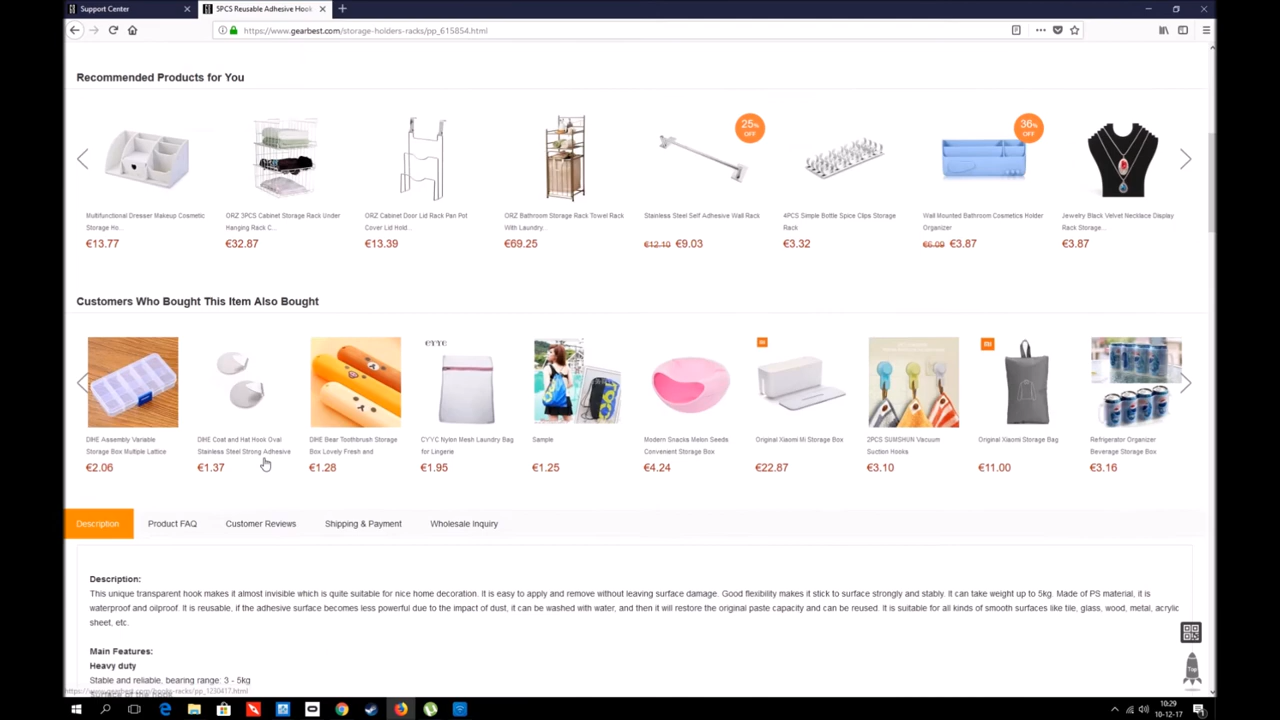 Support Center
5PCS Reusable Adhesive Hook
https://www.gearbest.com/storage-holders-racks/pp_615854.html
Recommended Products for You
25% OFF
36% OFF
Multifunctional Dresser Makeup Cosmetic Storage Ho...
€13.77
ORZ 3PCS Cabinet Storage Rack Under Hanging Rack C...
€32.87
ORZ Cabinet Door Lid Rack Pan Pot Cover Lid Hold...
€13.39
ORZ Bathroom Storage Rack Towel Rack With Laundry...
€69.25
Stainless Steel Self Adhesive Wall Rack
€12.10 €9.03
4PCS Simple Bottle Spice Clips Storage Rack
€3.32
Wall Mounted Bathroom Cosmetics Holder Organizer
€6.09 €3.87
Jewelry Black Velvet Necklace Display Rack Storage...
€3.87
Customers Who Bought This Item Also Bought
DIHE Assembly Variable Storage Box Multiple Lattice
€2.06
DIHE Coat and Hat Hook Oval Stainless Steel Strong Adhesive
€1.37
DIHE Bear Toothbrush Storage Box Lovely Fresh and
€1.28
CYYC
CYYC Nylon Mesh Laundry Bag for Lingerie
€1.95
Sample
€1.25
Modern Snacks Melon Seeds Convenient Storage Box
€4.24
Original Xiaomi Mi Storage Box
€22.87
2PCS SUMSHUN Vacuum Suction Hooks
€3.10
Original Xiaomi Storage Bag
€11.00
Refrigerator Organizer Beverage Storage Box
€3.16
Description
Product FAQ
Customer Reviews
Shipping & Payment
Wholesale Inquiry
Description:
This unique transparent hook makes it almost invisible which is quite suitable for nice home decoration. It is easy to apply and remove without leaving surface damage. Good flexibility makes it stick to surface strongly and stably. It can take weight up to 5kg. Made of PS material, it is
waterproof and oilproof. It is reusable, if the adhesive surface becomes less powerful due to the impact of dust, it can be washed with water, and then it will restore the original paste capacity and can be reused. It is suitable for all kinds of smooth surfaces like tile, glass, wood, metal, acrylic
sheet, etc.
Main Features:
Heavy duty
Stable and reliable, bearing range: 3 - 5kg
Top
10:29
10-12-17